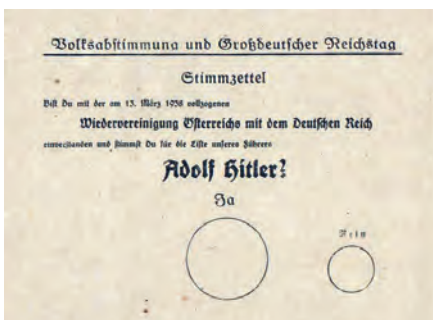 Volksabstimmung und Großdeutscher Reichstag
Stimmzettel
Bist Du mit der am 13. März 1938 vollzogenen
Wiedervereinigung Österreichs mit dem Deutschen Reich
einverstanden und stimmst Du für die Liste unseres Führers
Adolf Hitler?
Ja
Nein